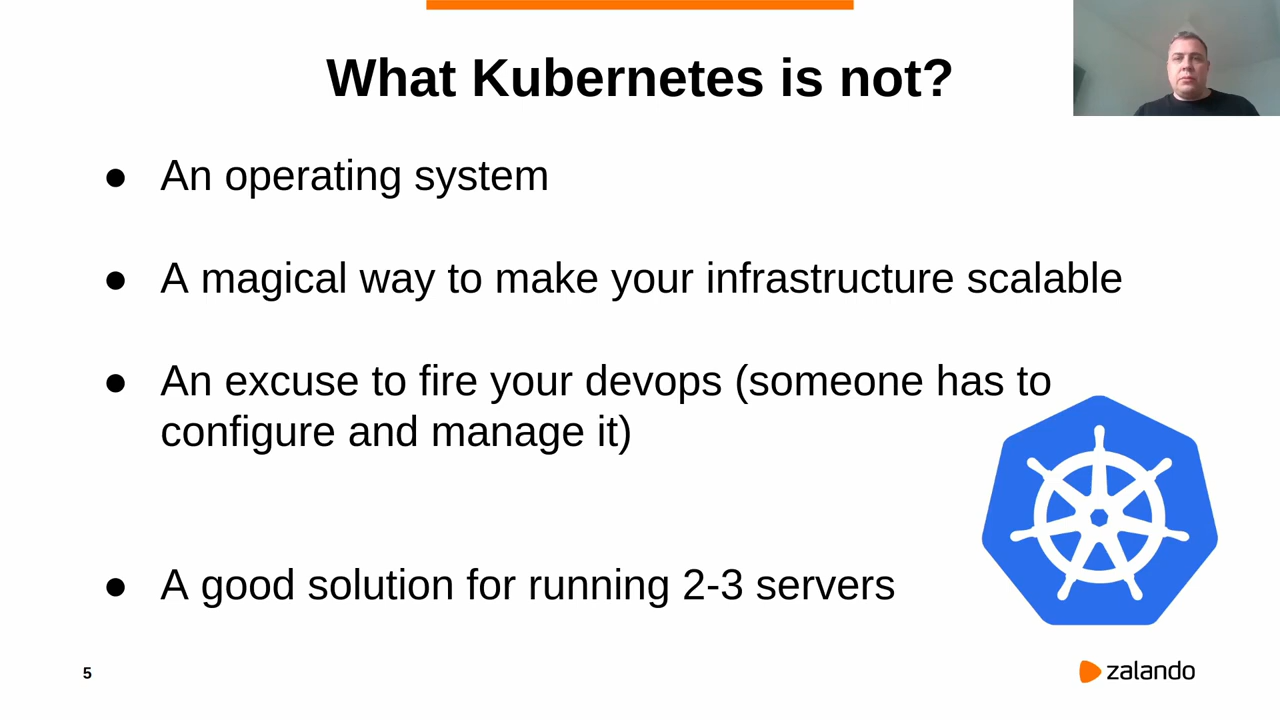 What Kubernetes is not?
● An operating system
● A magical way to make your infrastructure scalable
● An excuse to fire your devops (someone has to
configure and manage it)
● A good solution for running 2-3 servers
5
zalando